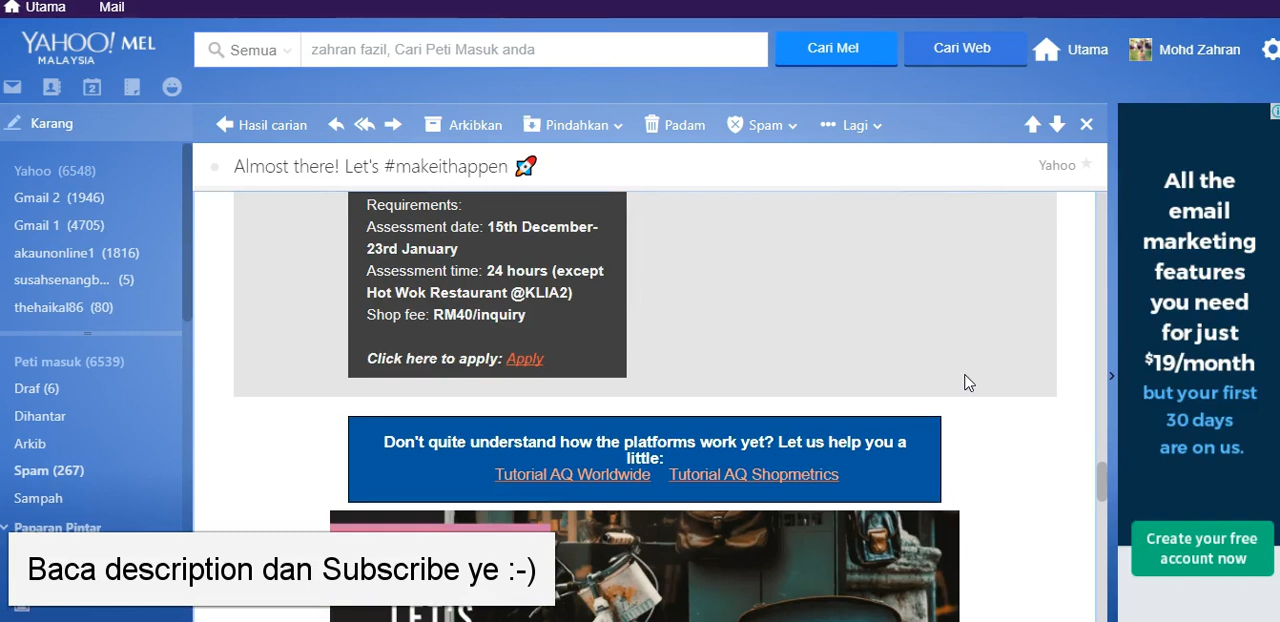 Utama Mail
YAHOO! MEL
MALAYSIA
Semua
zahran fazil, Cari Peti Masuk anda
Cari Mel
Cari Web
Utama
Mohd Zahran
2
Karang
Hasil carian
Arkibkan
Pindahkan
Padam
Spam
Lagi
Yahoo (6548)
Gmail 2 (1946)
Gmail 1 (4705)
akaunonline1 (1816)
susahsenangb... (5)
thehaikal86 (80)
Peti masuk (6539)
Draf (6)
Dihantar
Arkib
Spam (267)
Sampah
Paparan Pintar
Almost there! Let's #makeithappen 🚀
Yahoo
Requirements:
Assessment date: 15th December-
23rd January
Assessment time: 24 hours (except
Hot Wok Restaurant @KLIA2)
Shop fee: RM40/inquiry
Click here to apply: Apply
Don't quite understand how the platforms work yet? Let us help you a
little:
Tutorial AQ Worldwide Tutorial AQ Shopmetrics
LET'S
All the
email
marketing
features
you need
for just
$19/month
but your first
30 days
are on us.
Create your free
account now
Baca description dan Subscribe ye :-)